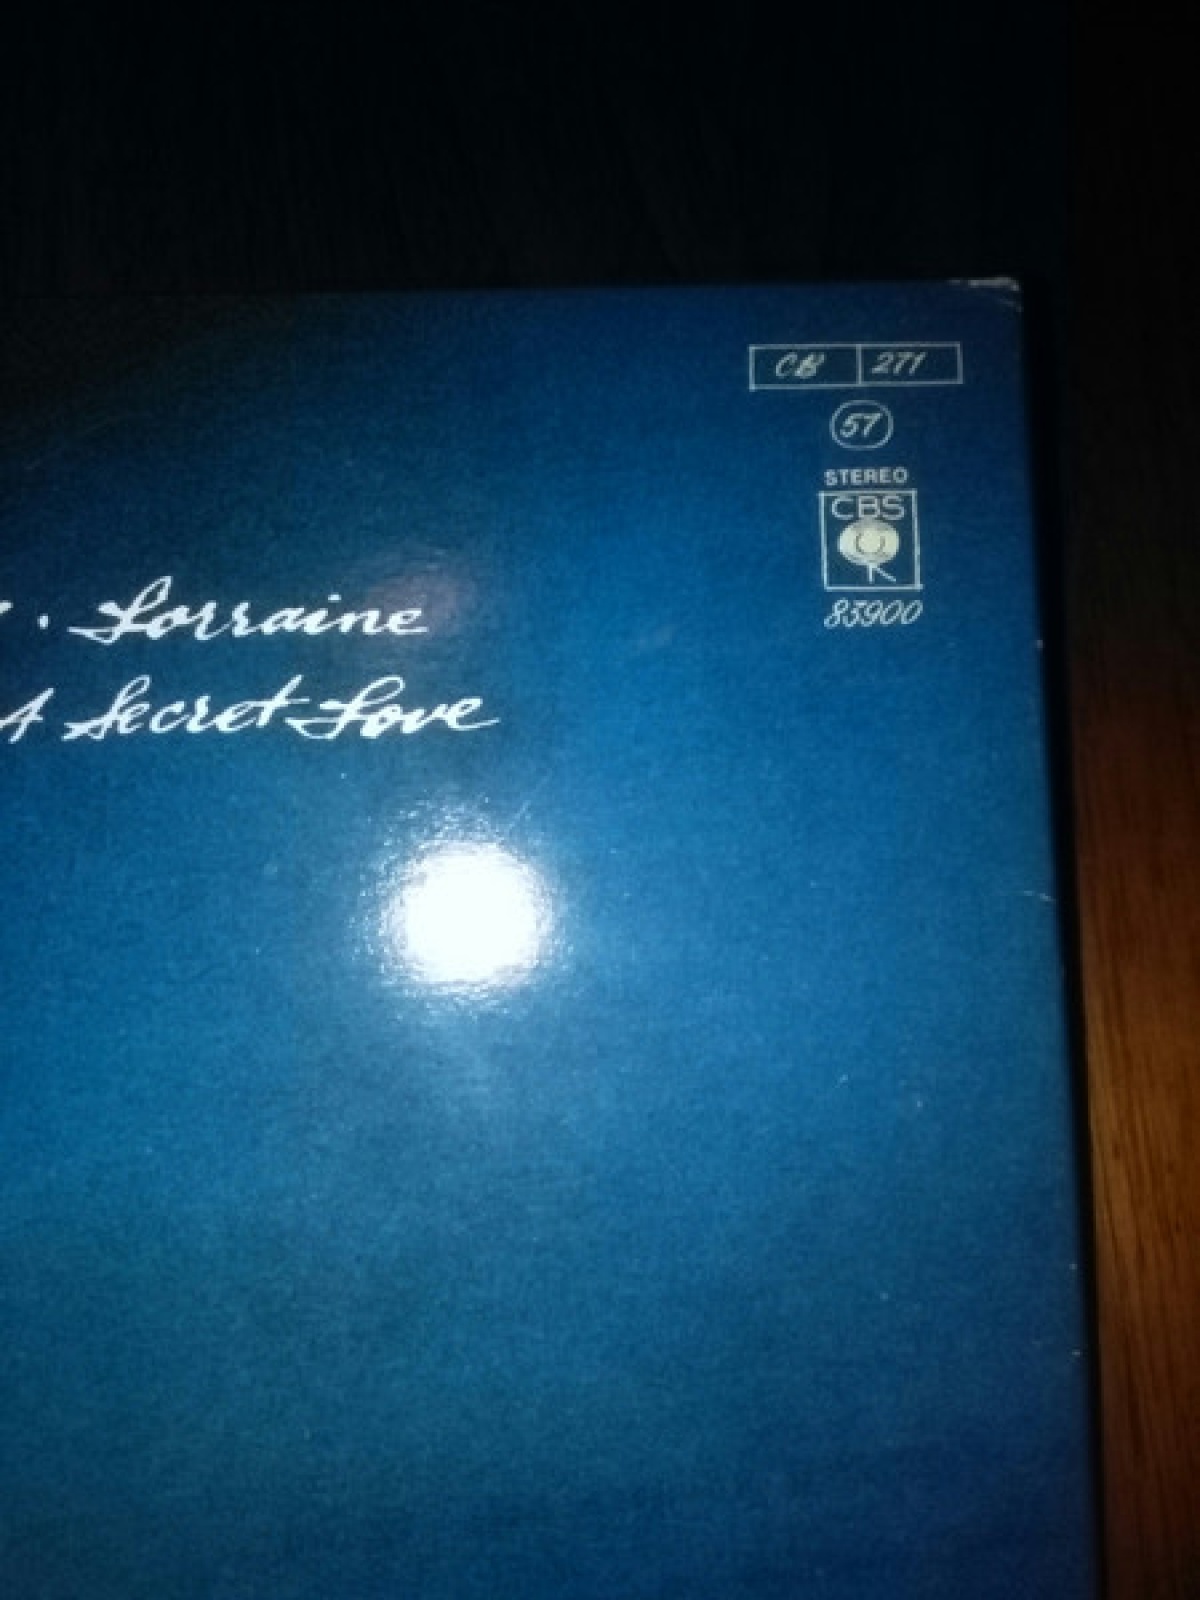 CB 271
57
STEREO
CBS
83900
· Lorraine
A Secret Love